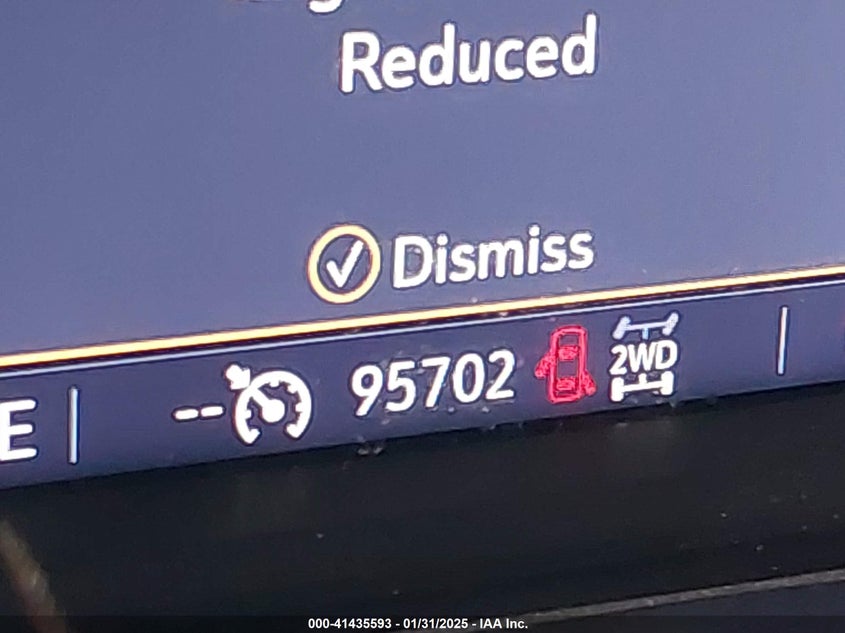 Reduced
Dismiss
E
-- 95702 2WD
000-41435593 - 01/31/2025 - IAA Inc.